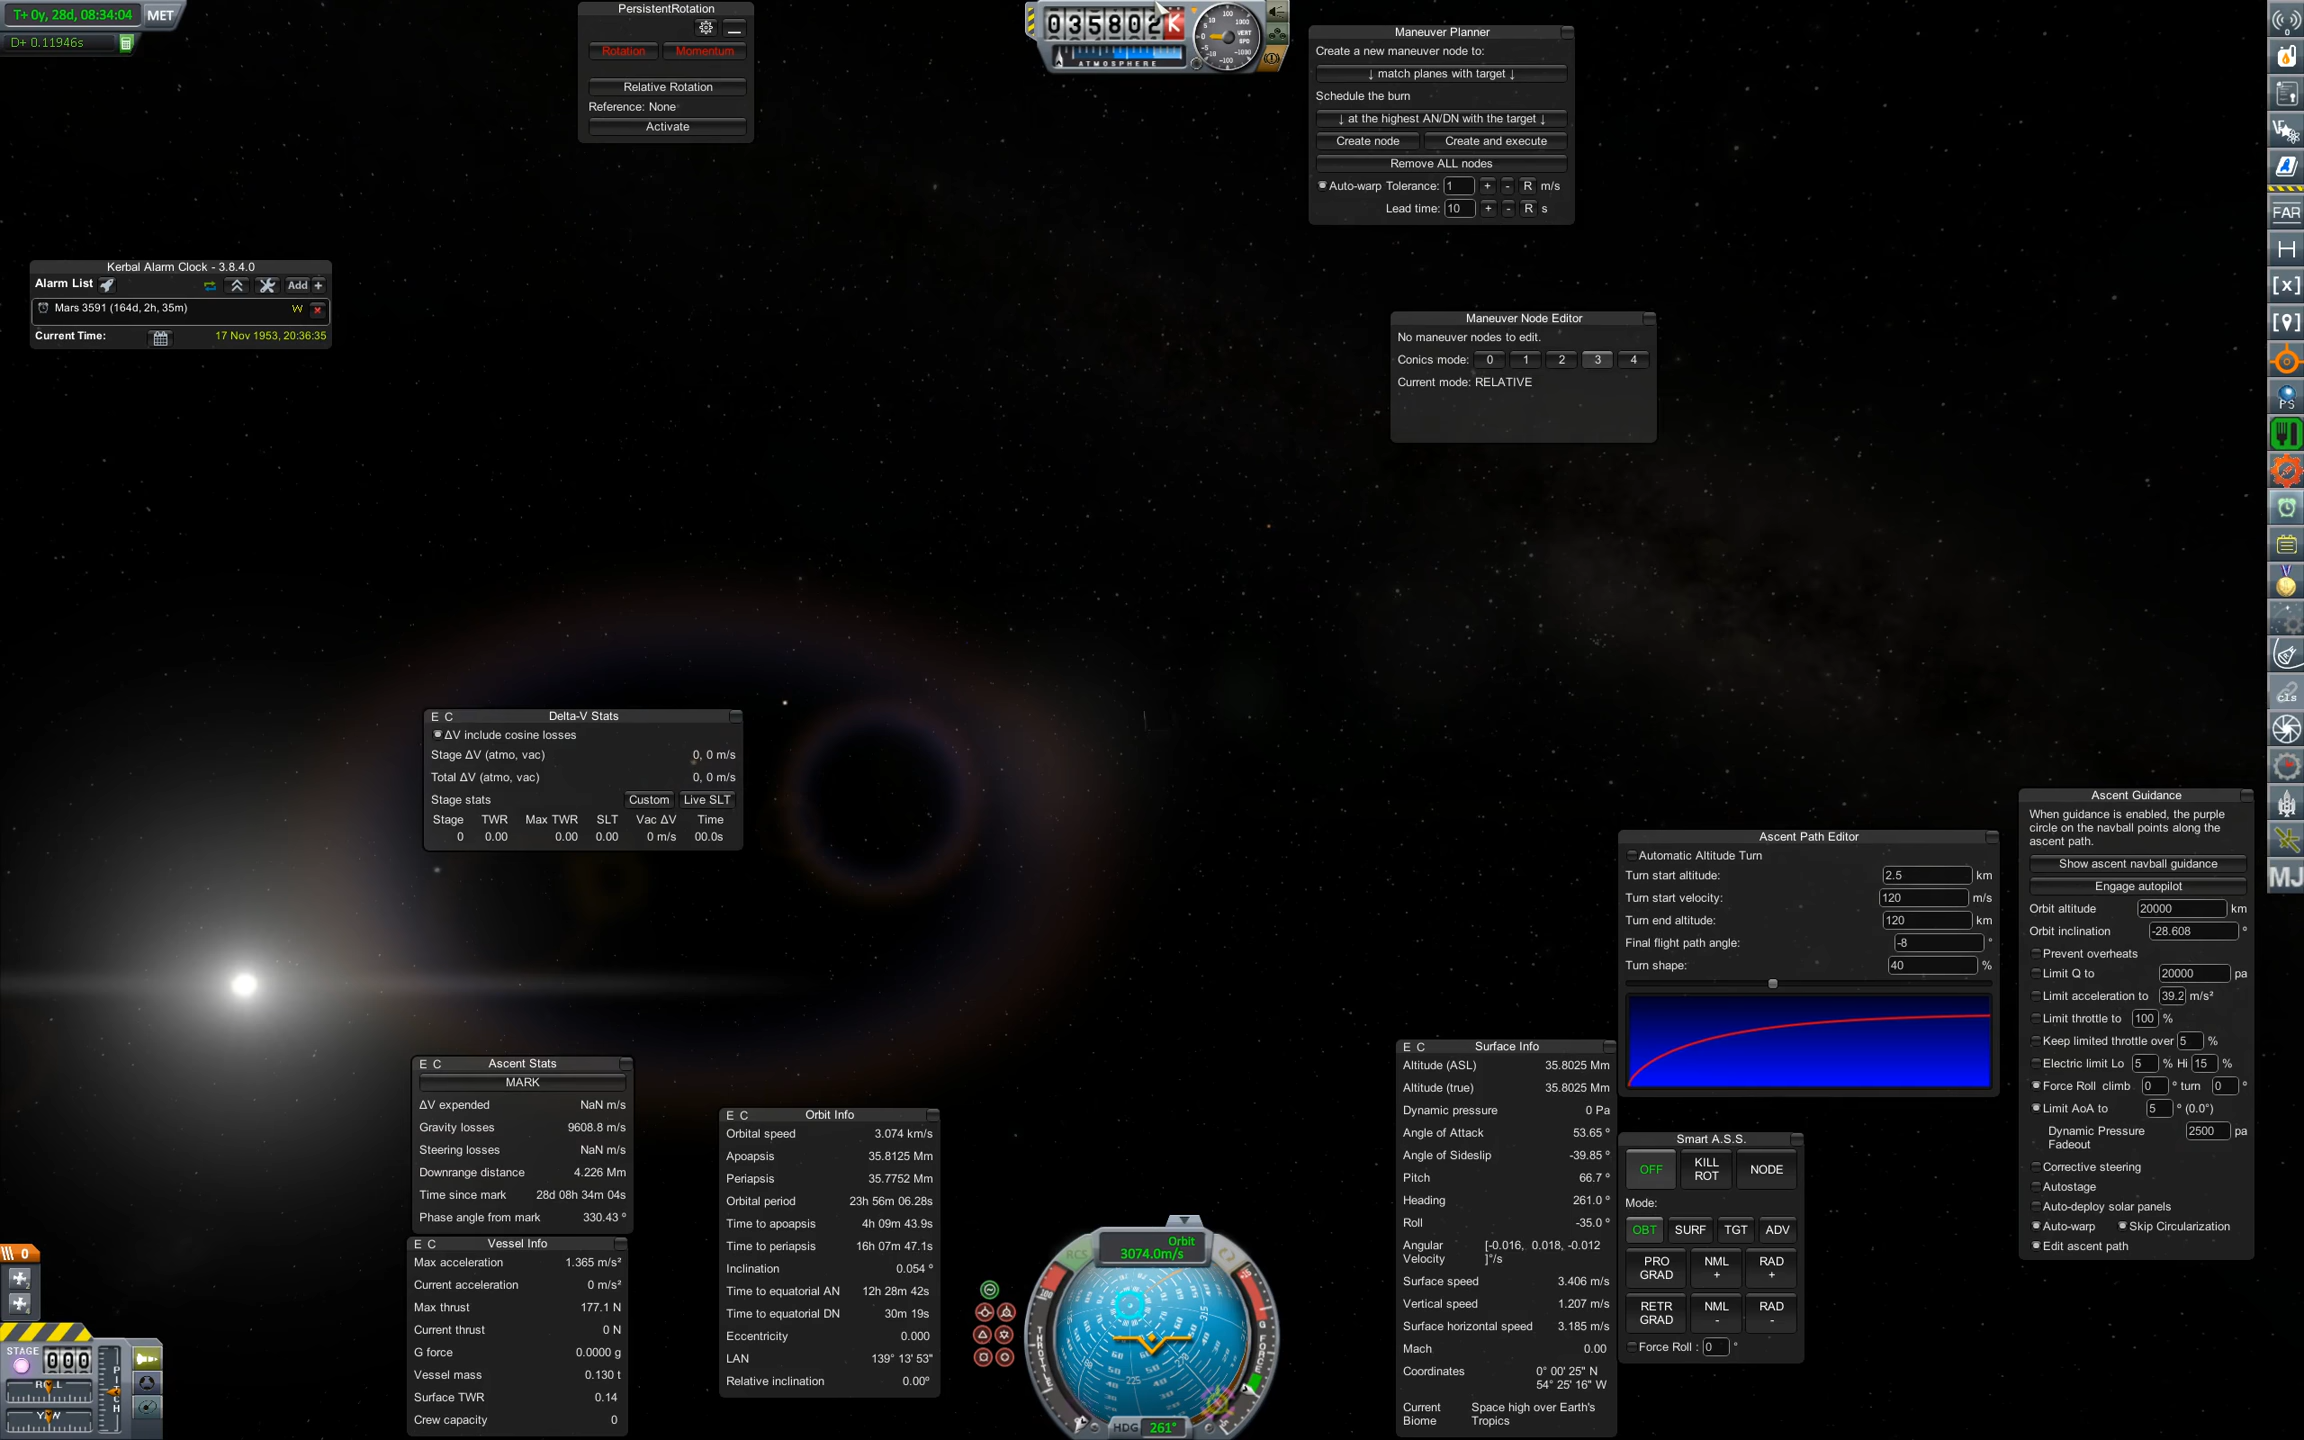 T+ 0y, 28d, 08:34:04 MET
D+ 0.11946s
PersistentRotation
Rotation Momentum
Relative Rotation
Reference: None
Activate
035802K
ATMOSPHERE
Maneuver Planner
Create a new maneuver node to:
↓ match planes with target ↓
Schedule the burn
↓ at the highest AN/DN with the target ↓
Create node Create and execute
Remove ALL nodes
Auto-warp Tolerance: 1 + - R m/s
Lead time: 10 + - R s
Kerbal Alarm Clock - 3.8.4.0
Alarm List Add +
Mars 3591 (164d, 2h, 35m) W x
Current Time: 17 Nov 1953, 20:36:35
Maneuver Node Editor
No maneuver nodes to edit.
Conics mode: 0 1 2 3 4
Current mode: RELATIVE
FAR
H
[x]
PS
cls
MJ
E C Delta-V Stats
ΔV include cosine losses
Stage ΔV (atmo, vac) 0, 0 m/s
Total ΔV (atmo, vac) 0, 0 m/s
Stage stats Custom Live SLT
Stage TWR Max TWR SLT Vac ΔV Time
0 0.00 0.00 0.00 0 m/s 00.0s
Ascent Path Editor
Automatic Altitude Turn
Turn start altitude: 2.5 km
Turn start velocity: 120 m/s
Turn end altitude: 120 km
Final flight path angle: -8 °
Turn shape: 40 %
Ascent Guidance
When guidance is enabled, the purple
circle on the navball points along the
ascent path.
Show ascent navball guidance
Engage autopilot
Orbit altitude 20000 km
Orbit inclination -28.608 °
Prevent overheats
Limit Q to 20000 pa
Limit acceleration to 39.2 m/s²
Limit throttle to 100 %
Keep limited throttle over 5 %
Electric limit Lo 5 % Hi 15 %
Force Roll climb 0 ° turn 0 °
Limit AoA to 5 ° (0.0°)
Dynamic Pressure
Fadeout 2500 pa
Corrective steering
Autostage
Auto-deploy solar panels
Auto-warp Skip Circularization
Edit ascent path
E C Ascent Stats
MARK
ΔV expended NaN m/s
Gravity losses 9608.8 m/s
Steering losses NaN m/s
Downrange distance 4.226 Mm
Time since mark 28d 08h 34m 04s
Phase angle from mark 330.43 °
E C Vessel Info
Max acceleration 1.365 m/s²
Current acceleration 0 m/s²
Max thrust 177.1 N
Current thrust 0 N
G force 0.0000 g
Vessel mass 0.130 t
Surface TWR 0.14
Crew capacity 0
E C Orbit Info
Orbital speed 3.074 km/s
Apoapsis 35.8125 Mm
Periapsis 35.7752 Mm
Orbital period 23h 56m 06.28s
Time to apoapsis 4h 09m 43.9s
Time to periapsis 16h 07m 47.1s
Inclination 0.054 °
Time to equatorial AN 12h 28m 42s
Time to equatorial DN 30m 19s
Eccentricity 0.000
LAN 139° 13' 53"
Relative inclination 0.00°
E C Surface Info
Altitude (ASL) 35.8025 Mm
Altitude (true) 35.8025 Mm
Dynamic pressure 0 Pa
Angle of Attack 53.65 °
Angle of Sideslip -39.85 °
Pitch 66.7 °
Heading 261.0 °
Roll -35.0 °
Angular Velocity [-0.016, 0.018, -0.012 ]°/s
Surface speed 3.406 m/s
Vertical speed 1.207 m/s
Surface horizontal speed 3.185 m/s
Mach 0.00
Coordinates 0° 00' 25" N
54° 25' 16" W
Current Biome Space high over Earth's Tropics
Smart A.S.S.
OFF KILL ROT NODE
Mode:
OBT SURF TGT ADV
PRO GRAD NML + RAD +
RETR GRAD NML - RAD -
Force Roll : 0 °
0
STAGE 000
ROLL
YAW
PITCH
RCS Orbit
3074.0m/s
THROTTLE
G FORCE
HDG 261°